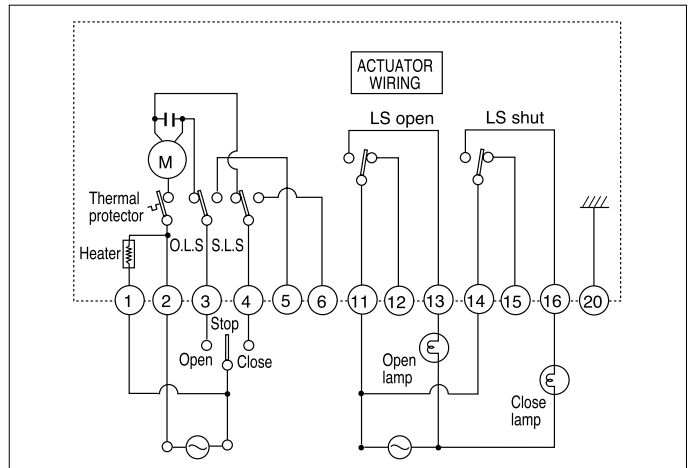 ACTUATOR
WIRING
LS open
LS shut
M
Thermal
protector
O.L.S
S.L.S
Heater
1
2
3
4
5
6
11
12
13
14
15
16
20
Stop
Open
Close
Open
lamp
Close
lamp